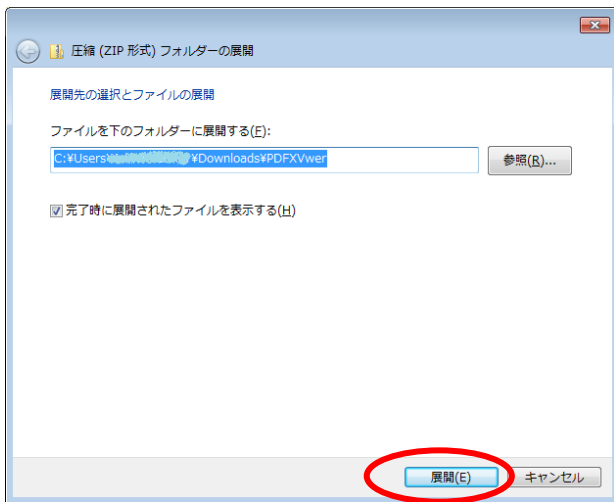 圧縮 (ZIP 形式) フォルダーの展開
展開先の選択とファイルの展開
ファイルを下のフォルダーに展開する(F):
C:¥Users¥ ¥Downloads¥PDFXVwer
参照(R)...
完了時に展開されたファイルを表示する(H)
展開(E)
キャンセル